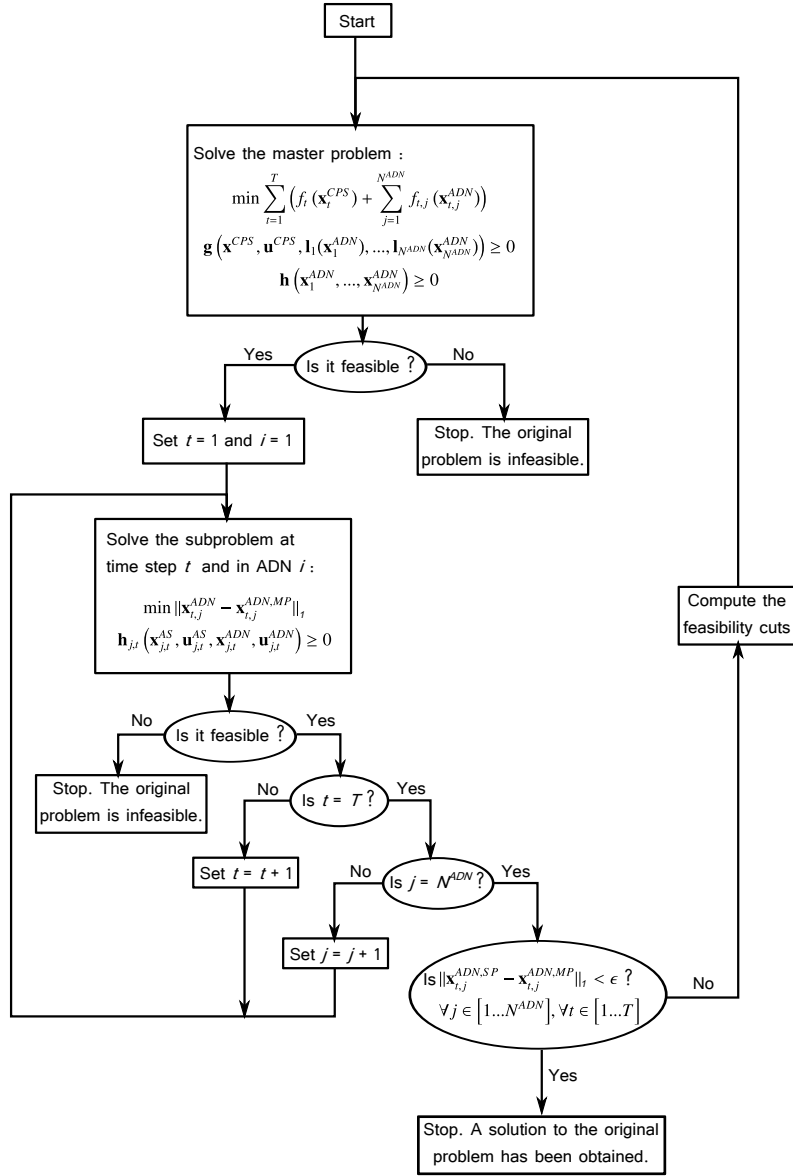 Start
Solve the master problem :
min ∑_{t=1}^{T} ( f_t (x_t^{CPS}) + ∑_{j=1}^{N^{ADN}} f_{t,j} (x_{t,j}^{ADN}) )
g ( x^{CPS}, u^{CPS}, l_1(x_1^{ADN}), ..., l_{N^{ADN}}(x_{N^{ADN}}^{ADN}) ) ≥ 0
h ( x_1^{ADN}, ..., x_{N^{ADN}}^{ADN} ) ≥ 0
Yes
Is it feasible ?
No
Set t = 1 and i = 1
Stop. The original
problem is infeasible.
Solve the subproblem at
time step t and in ADN i :
min ||x_{t,j}^{ADN} − x_{t,j}^{ADN,MP}||_1
h_{j,t} ( x_{j,t}^{AS}, u_{j,t}^{AS}, x_{j,t}^{ADN}, u_{j,t}^{ADN} ) ≥ 0
Compute the
feasibility cuts
No
Is it feasible ?
Yes
Stop. The original
problem is infeasible.
No
Is t = T ?
Yes
Set t = t + 1
No
Is j = N^{ADN} ?
Yes
Set j = j + 1
Is ||x_{t,j}^{ADN,SP} − x_{t,j}^{ADN,MP}||_1 < ϵ ?
∀j ∈ [1...N^{ADN}], ∀t ∈ [1...T]
No
Yes
Stop. A solution to the original
problem has been obtained.